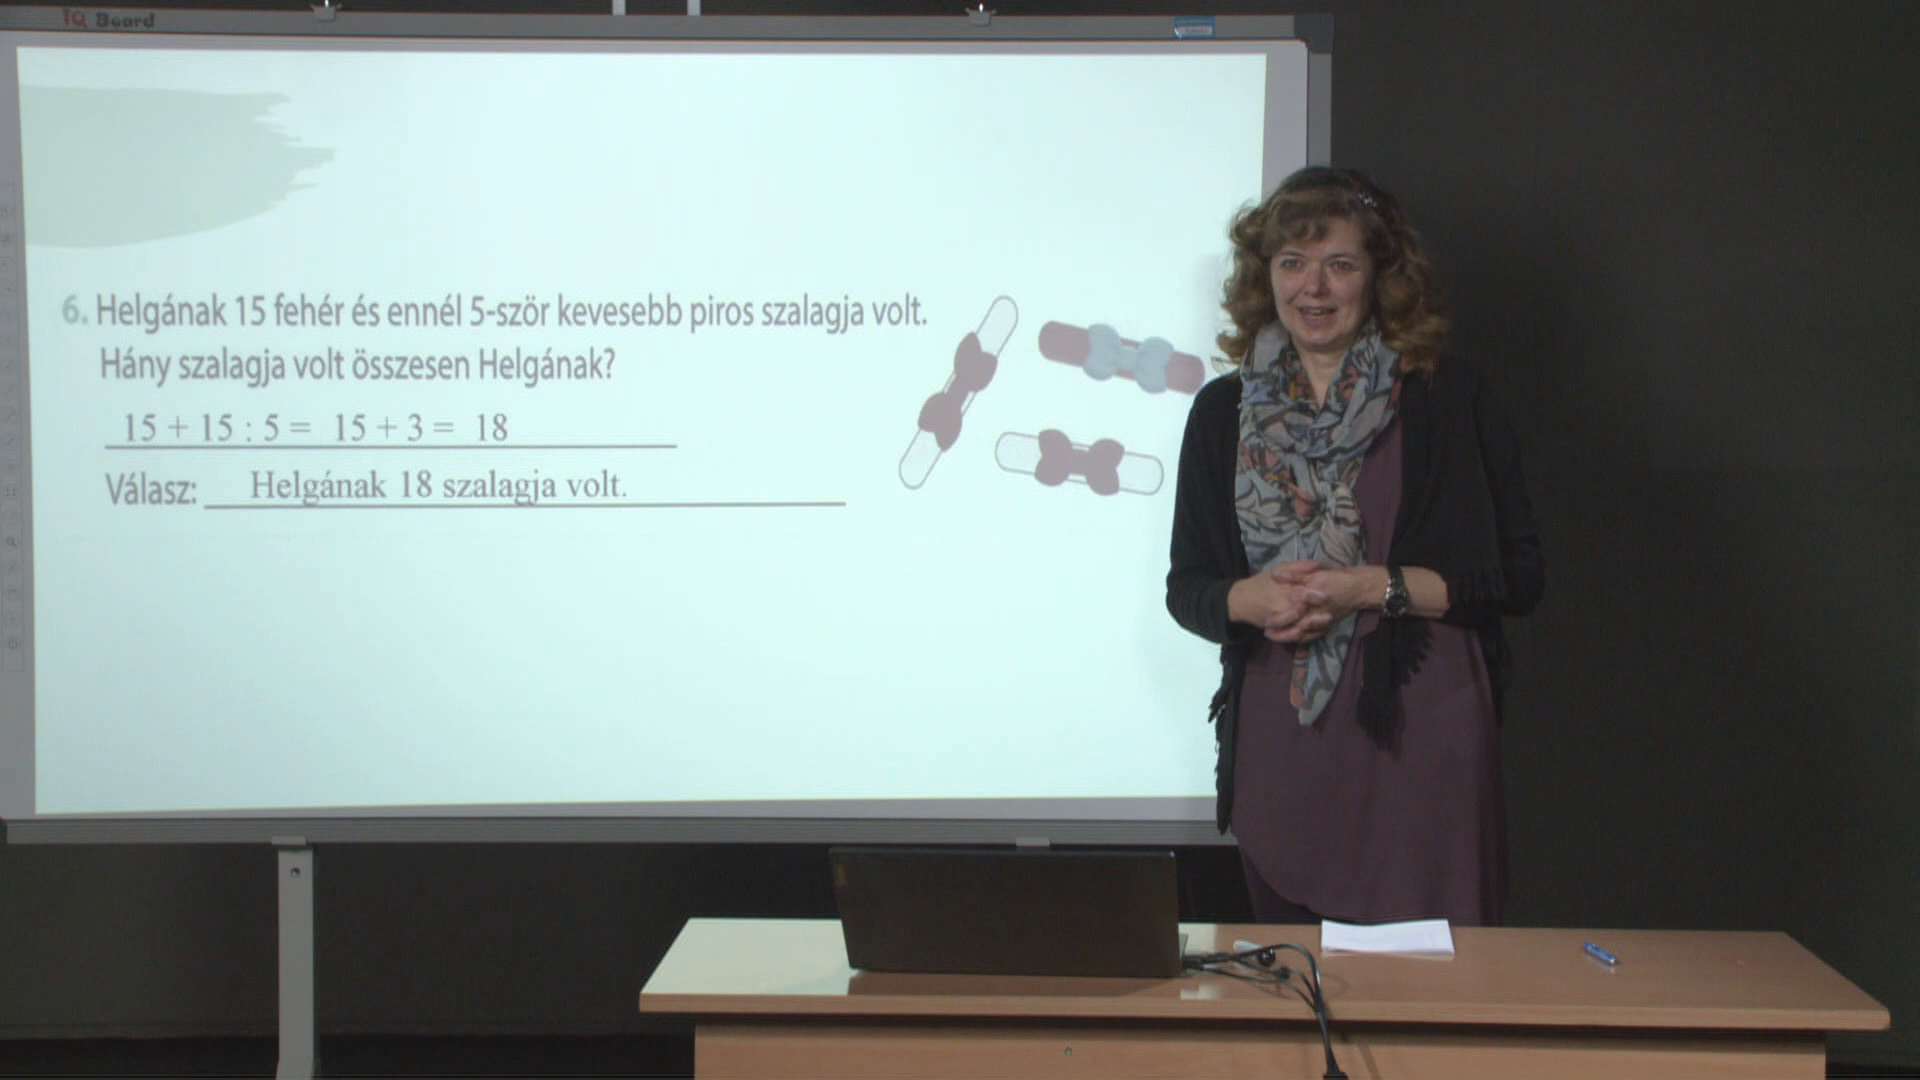 IQ Board
6. Helgának 15 fehér és ennél 5-ször kevesebb piros szalagja volt.
Hány szalagja volt összesen Helgának?
15 + 15 : 5 = 15 + 3 = 18
Válasz: Helgának 18 szalagja volt.